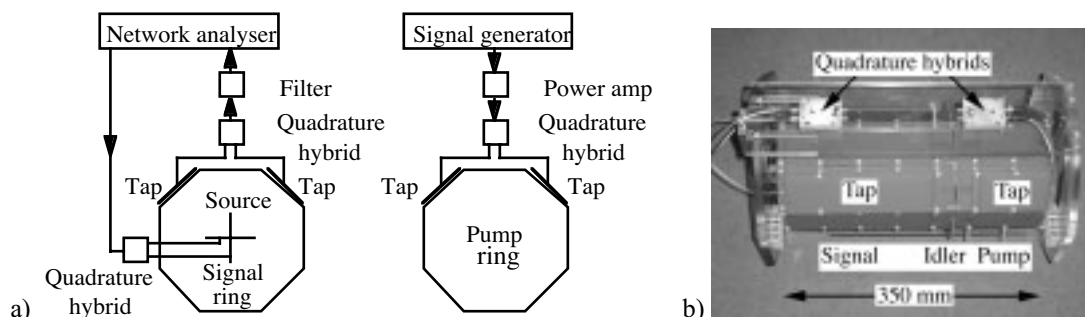 Network analyser
Signal generator
Filter
Power amp
Quadrature
hybrid
Quadrature
hybrid
Tap
Tap
Tap
Tap
Source
Pump
ring
Signal
ring
Quadrature
hybrid
a)
Quadrature hybrids
Tap
Tap
Signal
Idler
Pump
350 mm
b)